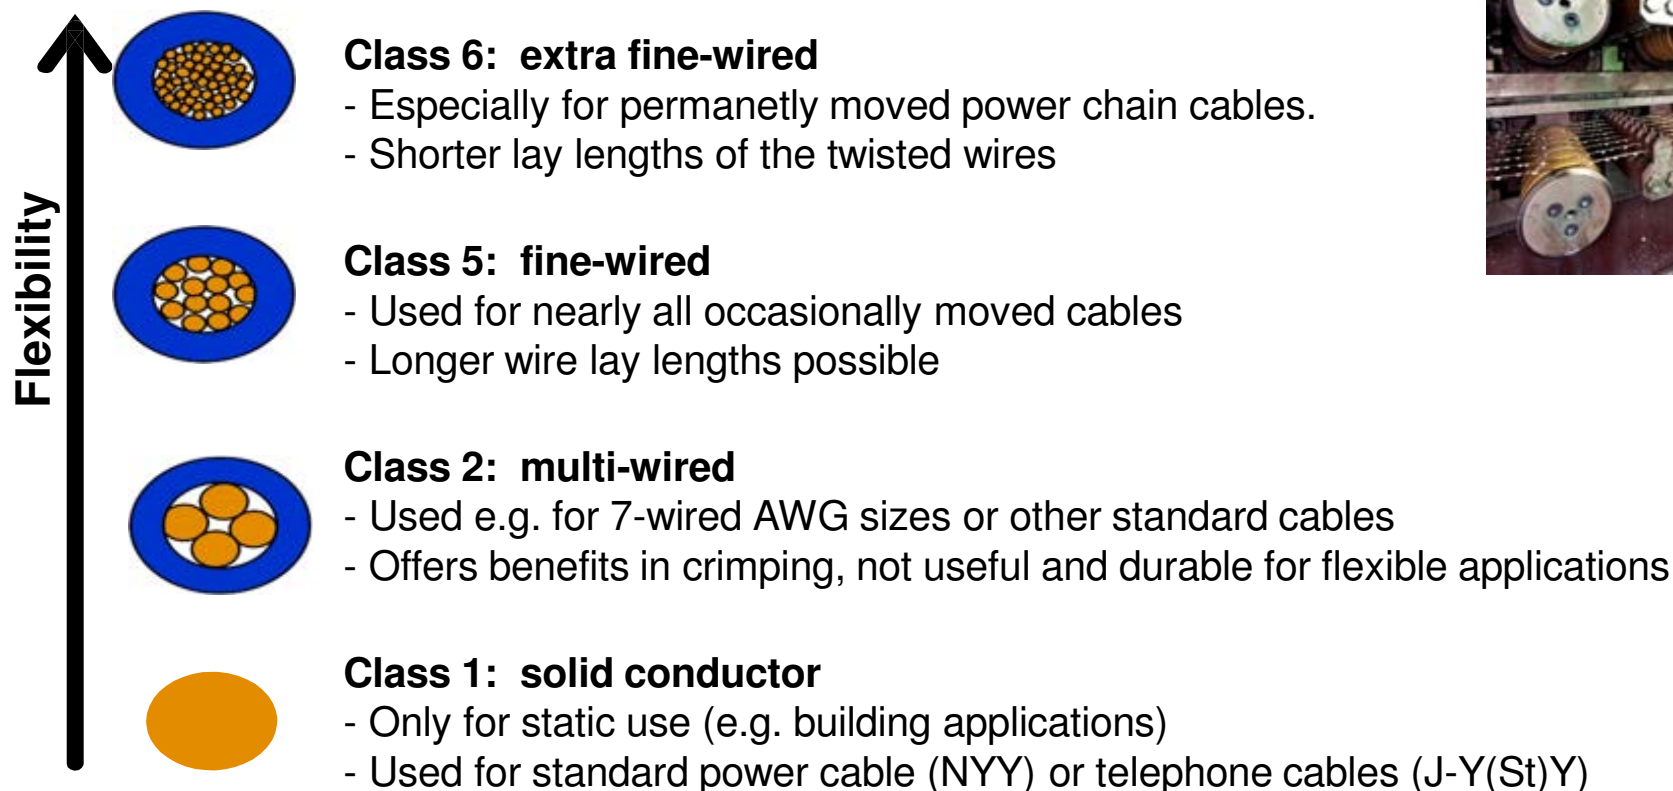 Flexibility
Class 6: extra fine-wired
- Especially for permanetly moved power chain cables.
- Shorter lay lengths of the twisted wires
Class 5: fine-wired
- Used for nearly all occasionally moved cables
- Longer wire lay lengths possible
Class 2: multi-wired
- Used e.g. for 7-wired AWG sizes or other standard cables
- Offers benefits in crimping, not useful and durable for flexible applications
Class 1: solid conductor
- Only for static use (e.g. building applications)
- Used for standard power cable (NYY) or telephone cables (J-Y(St)Y)